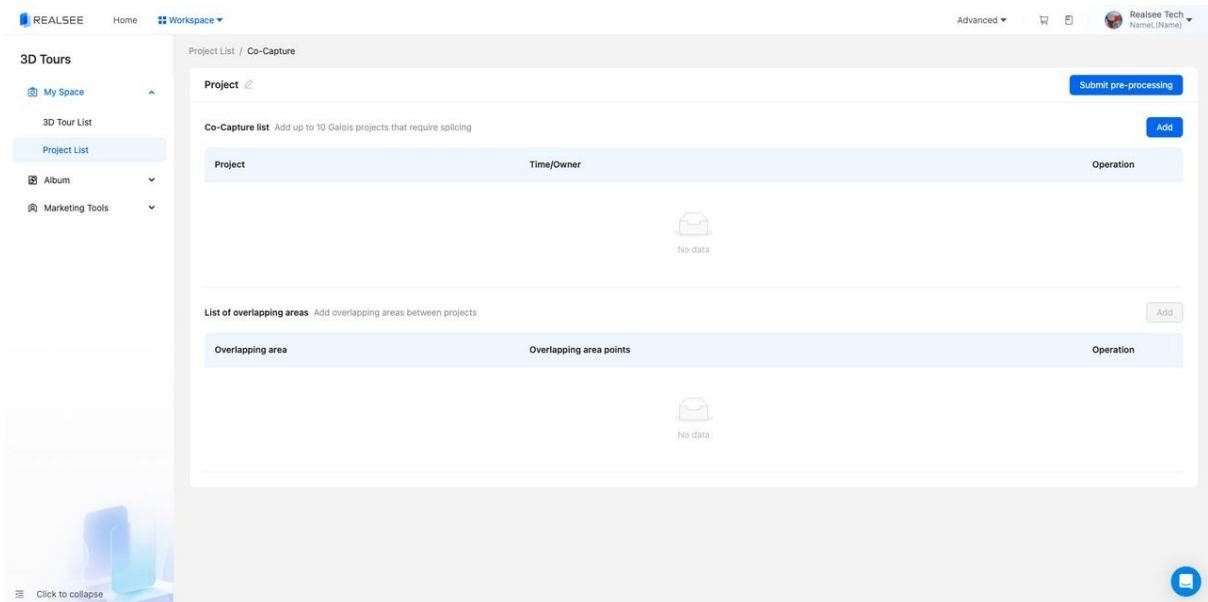 REALSEE Home Workspace Advanced Realsee Tech
NameL(Name)
3D Tours
My Space
3D Tour List
Project List
Album
Marketing Tools
Click to collapse
Project List / Co-Capture
Project Submit pre-processing
Co-Capture list Add up to 10 Galois projects that require splicing Add
Project Time/Owner Operation
No data
List of overlapping areas Add overlapping areas between projects Add
Overlapping area Overlapping area points Operation
No data